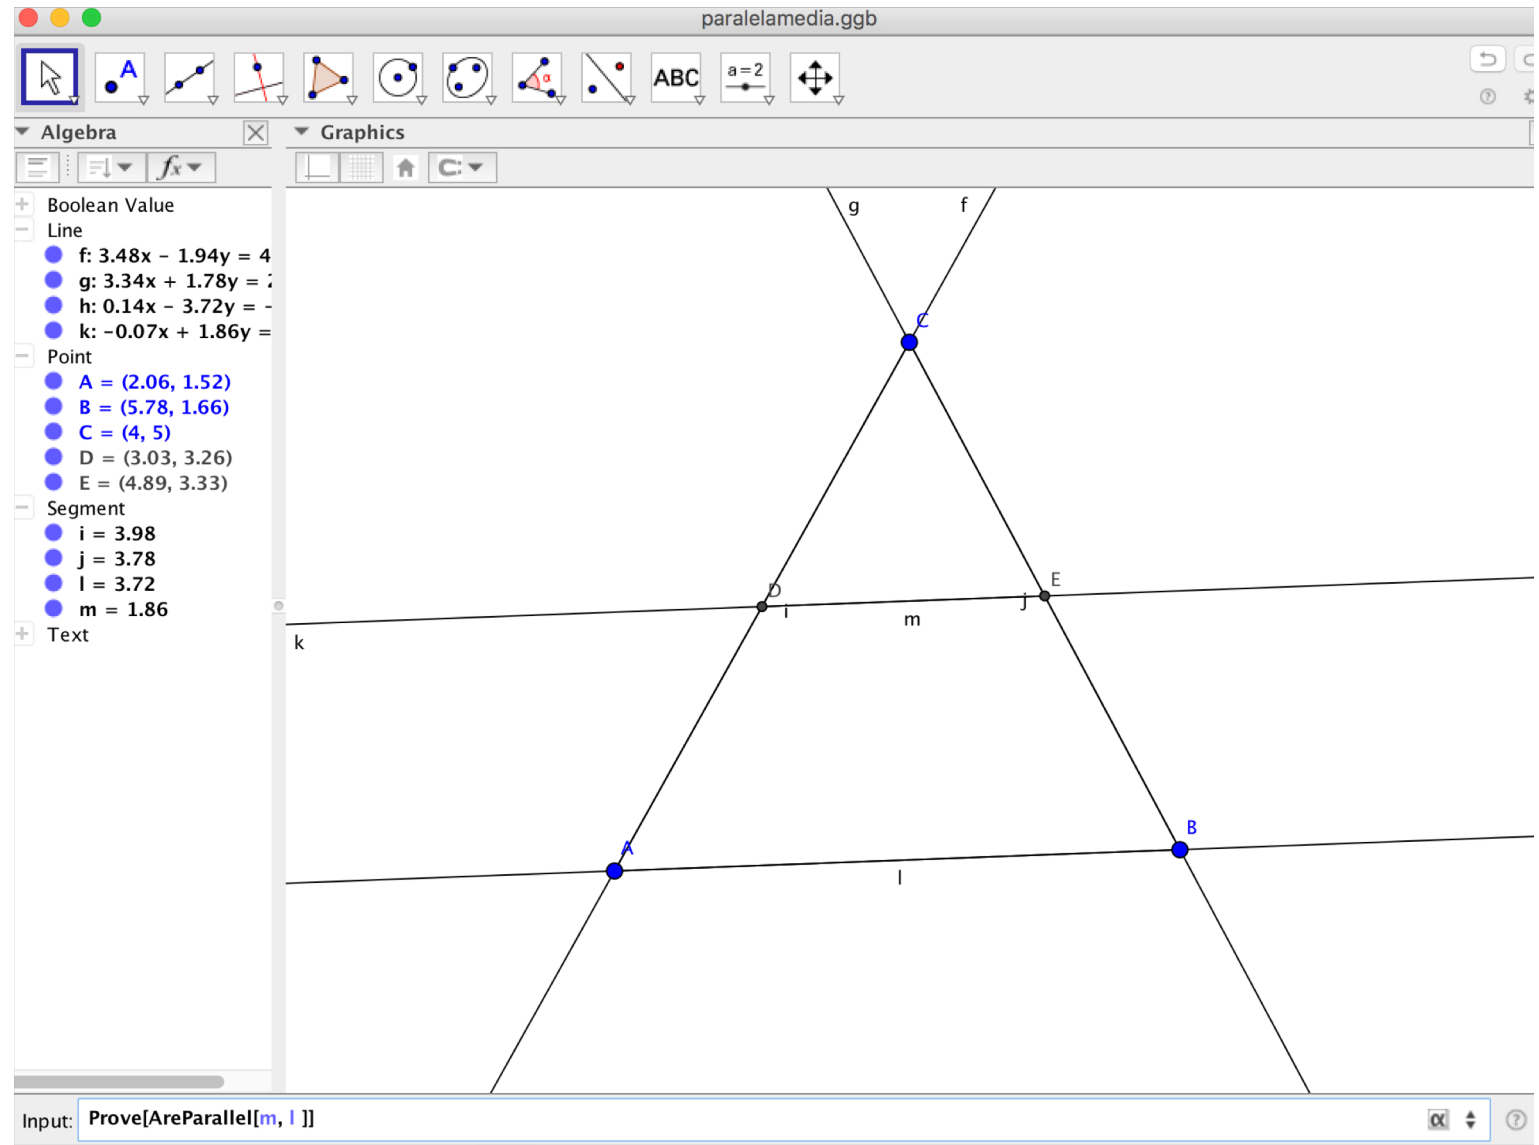 paralelamedia.ggb
A
α
ABC
a=2
Algebra
Graphics
fx
Boolean Value
Line
f: 3.48x − 1.94y = 4
g: 3.34x + 1.78y = 2
h: 0.14x − 3.72y = −
k: −0.07x + 1.86y =
Point
A = (2.06, 1.52)
B = (5.78, 1.66)
C = (4, 5)
D = (3.03, 3.26)
E = (4.89, 3.33)
Segment
i = 3.98
j = 3.78
l = 3.72
m = 1.86
Text
g
f
C
D
E
i
j
m
k
A
B
l
Input: Prove[AreParallel[m, l ]]
α